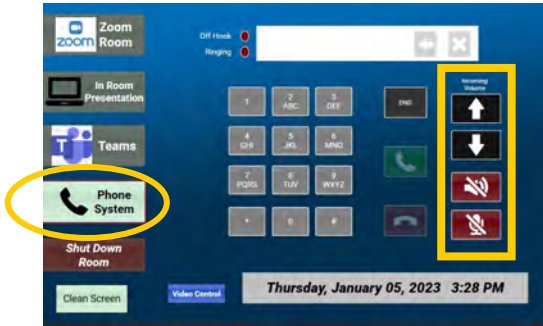 zoom
Zoom
Room
In Room
Presentation
T
Teams
Phone
System
Shut Down
Room
Clean Screen
Off Hook
Ringing
1
2
ABC
3
DEF
DND
4
GHI
5
JKL
6
MNO
7
PQRS
8
TUV
9
WXYZ
*
0
#
Incoming
Volume
Video Control
Thursday, January 05, 2023 3:28 PM